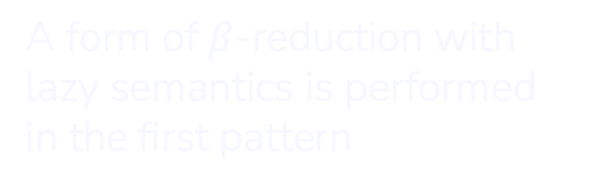 A form of β-reduction with
lazy semantics is performed
in the first pattern